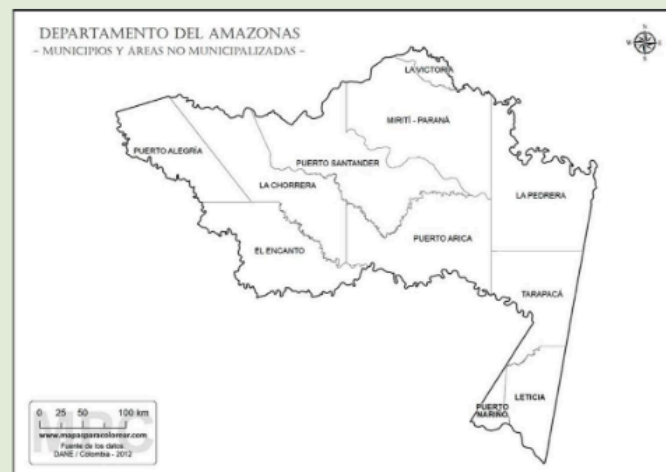 DEPARTAMENTO DEL AMAZONAS
- MUNICIPIOS Y AREAS NO MUNICIPALIZADAS -
N
W
E
S
LA VICTORIA
MIRITÍ - PARANÁ
PUERTO ALEGRÍA
PUERTO SANTANDER
LA CHORRERA
LA PEDRERA
EL ENCANTO
PUERTO ARICA
TARAPACÁ
PUERTO
NARIÑO
LETICIA
0 25 50 100 km
MPC
www.mapasparacolorear.com
Fuente de los datos:
DANE / Colombia - 2012